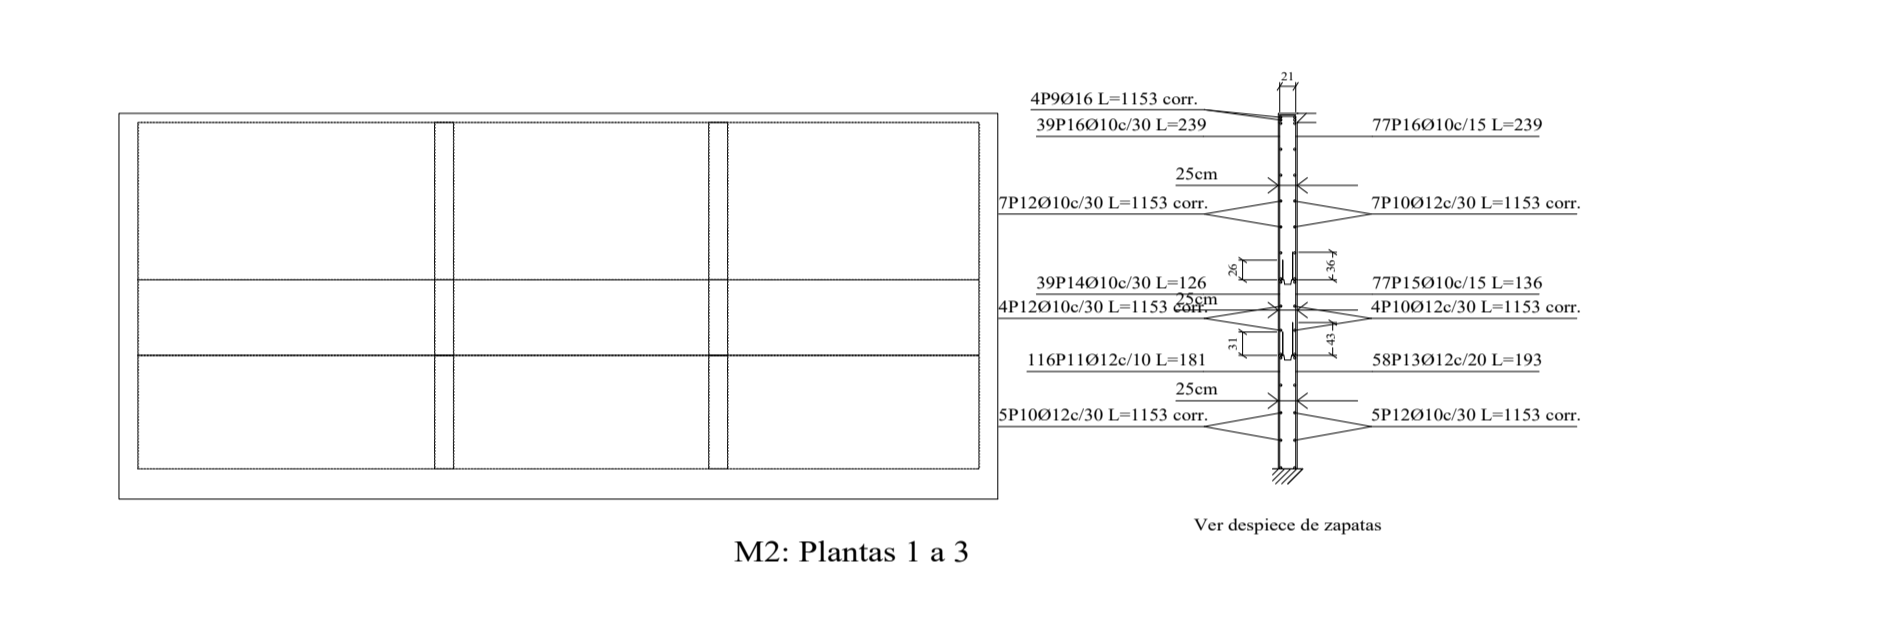 21
4P9Ø16 L=1153 corr.
39P16Ø10c/30 L=239
77P16Ø10c/15 L=239
25cm
7P12Ø10c/30 L=1153 corr.
7P10Ø12c/30 L=1153 corr.
26
36
39P14Ø10c/30 L=126
77P15Ø10c/15 L=136
25cm
4P12Ø10c/30 L=1153 corr.
4P10Ø12c/30 L=1153 corr.
31
43
116P11Ø12c/10 L=181
58P13Ø12c/20 L=193
25cm
5P10Ø12c/30 L=1153 corr.
5P12Ø10c/30 L=1153 corr.
Ver despiece de zapatas
M2: Plantas 1 a 3